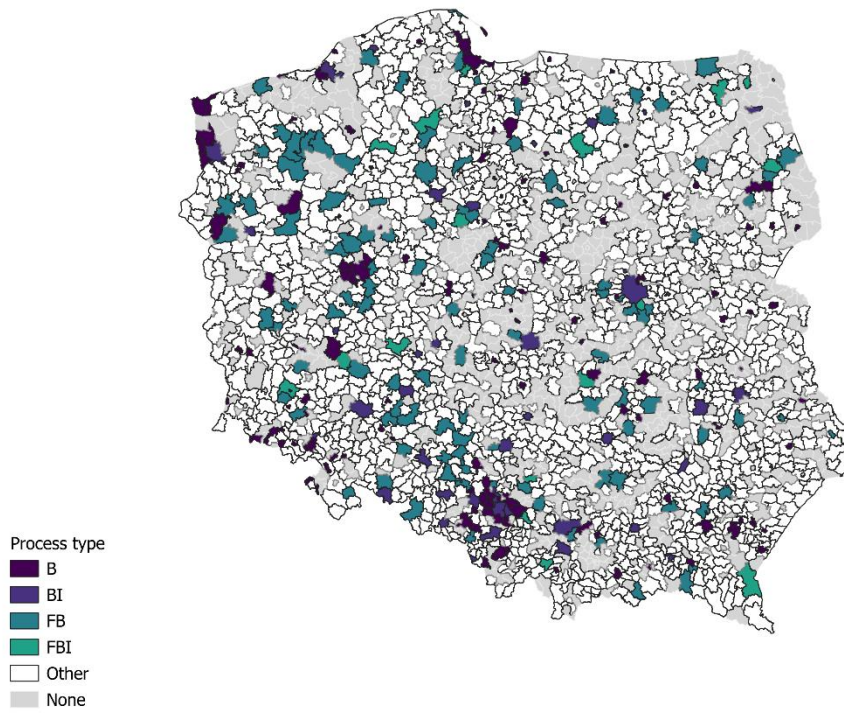 Process type
B
BI
FB
FBI
Other
None